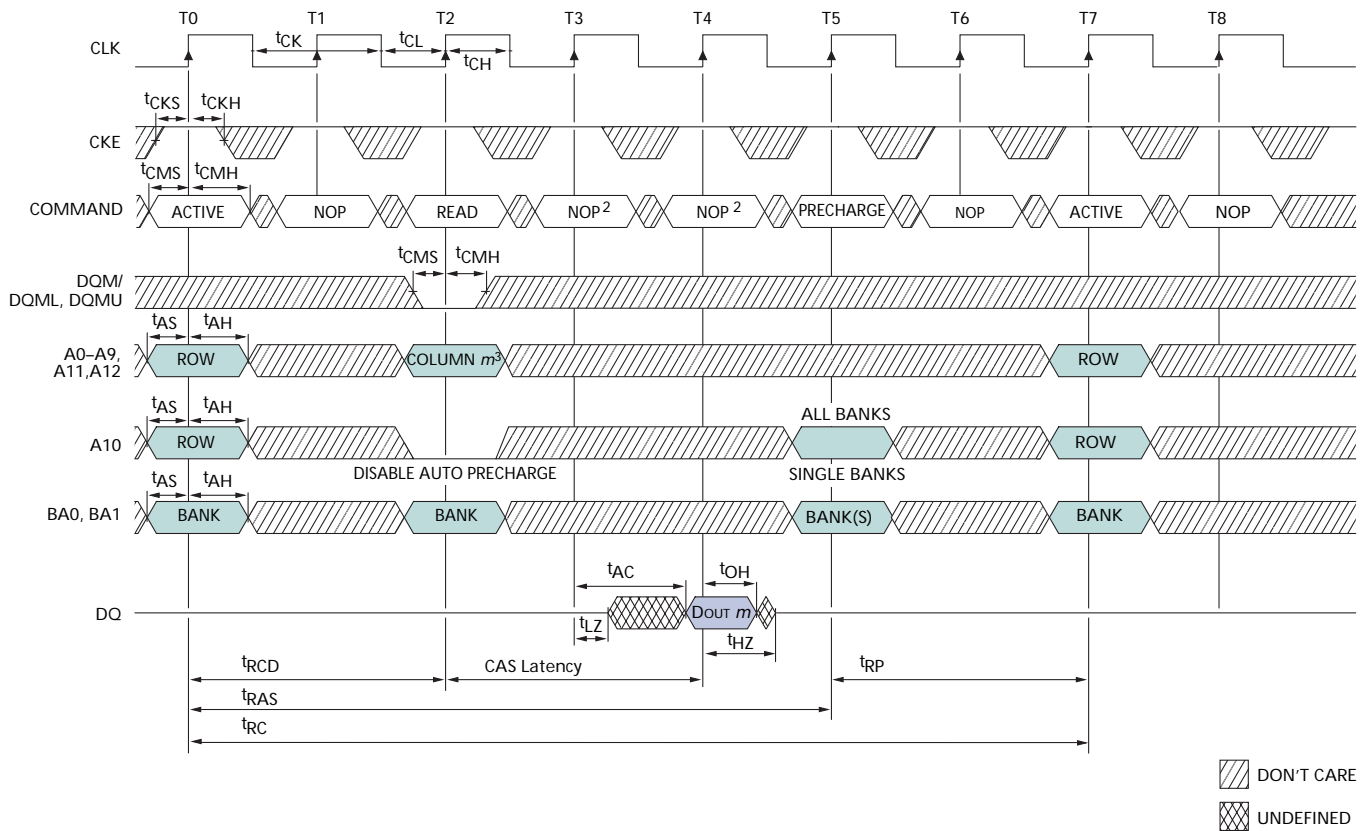 T0 T1 T2 T3 T4 T5 T6 T7 T8
CLK
tCK
tCL
tCH
tCKS
tCKH
CKE
tCMS
tCMH
COMMAND
ACTIVE NOP READ NOP 2 NOP 2 PRECHARGE NOP ACTIVE NOP
tCMS
tCMH
DQM/
DQML, DQMU
tAS
tAH
A0–A9,
A11,A12
ROW COLUMN m3 ROW
tAS
tAH
ALL BANKS
A10
ROW ROW
DISABLE AUTO PRECHARGE
SINGLE BANKS
tAS
tAH
BA0, BA1
BANK BANK BANK(S) BANK
tAC
tOH
DQ
DOUT m
tLZ
tHZ
tRCD
CAS Latency
tRP
tRAS
tRC
DON'T CARE
UNDEFINED